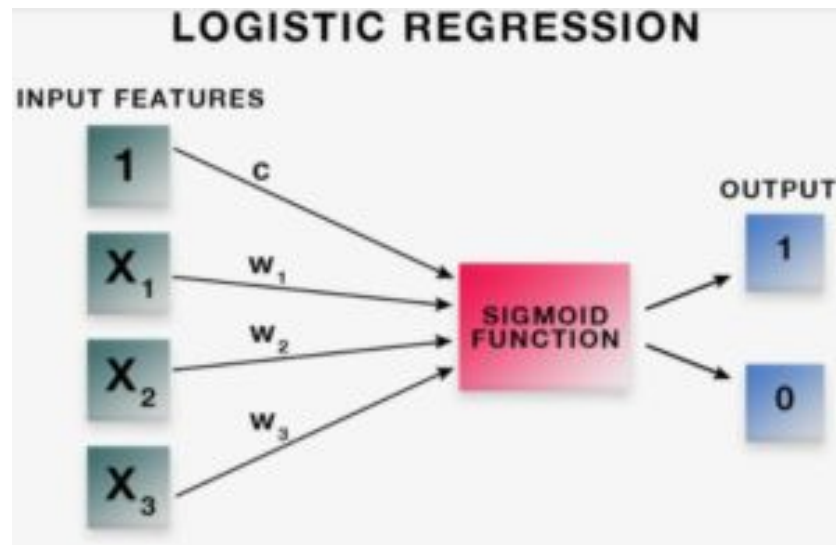 LOGISTIC REGRESSION
INPUT FEATURES
1
C
X1
W1
X2
W2
X3
W3
SIGMOID
FUNCTION
OUTPUT
1
0